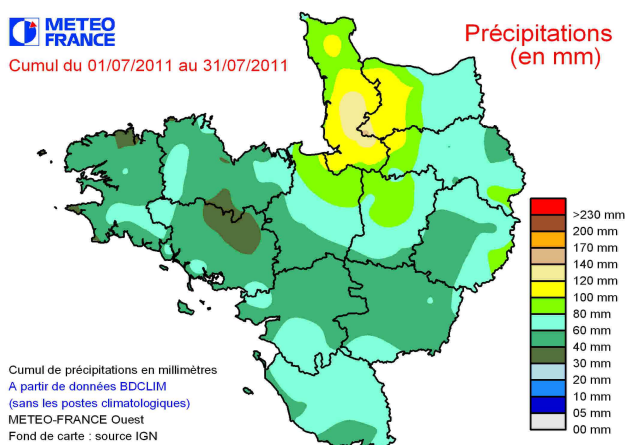 METEO
FRANCE
Cumul du 01/07/2011 au 31/07/2011
Précipitations
(en mm)
>230 mm
200 mm
170 mm
140 mm
120 mm
100 mm
80 mm
60 mm
40 mm
30 mm
20 mm
10 mm
00 mm
Cumul de précipitations en millimètres
A partir de données BDCLIM
(sans les postes climatologiques)
METEO-FRANCE Ouest
Fond de carte : source IGN